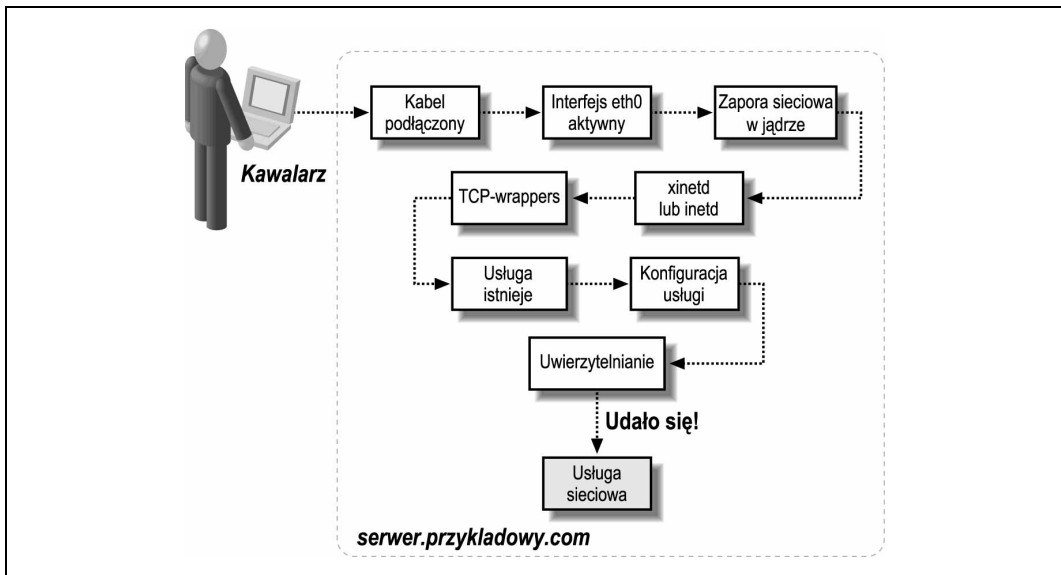 Kawalarz
Kabel
podłączony
Interfejs eth0
aktywny
Zapora sieciowa
w jądrze
xinetd
lub inetd
TCP-wrappers
Usługa
istnieje
Konfiguracja
usługi
Uwierzytelnianie
Udało się!
Usługa
sieciowa
serwer.przykladowy.com